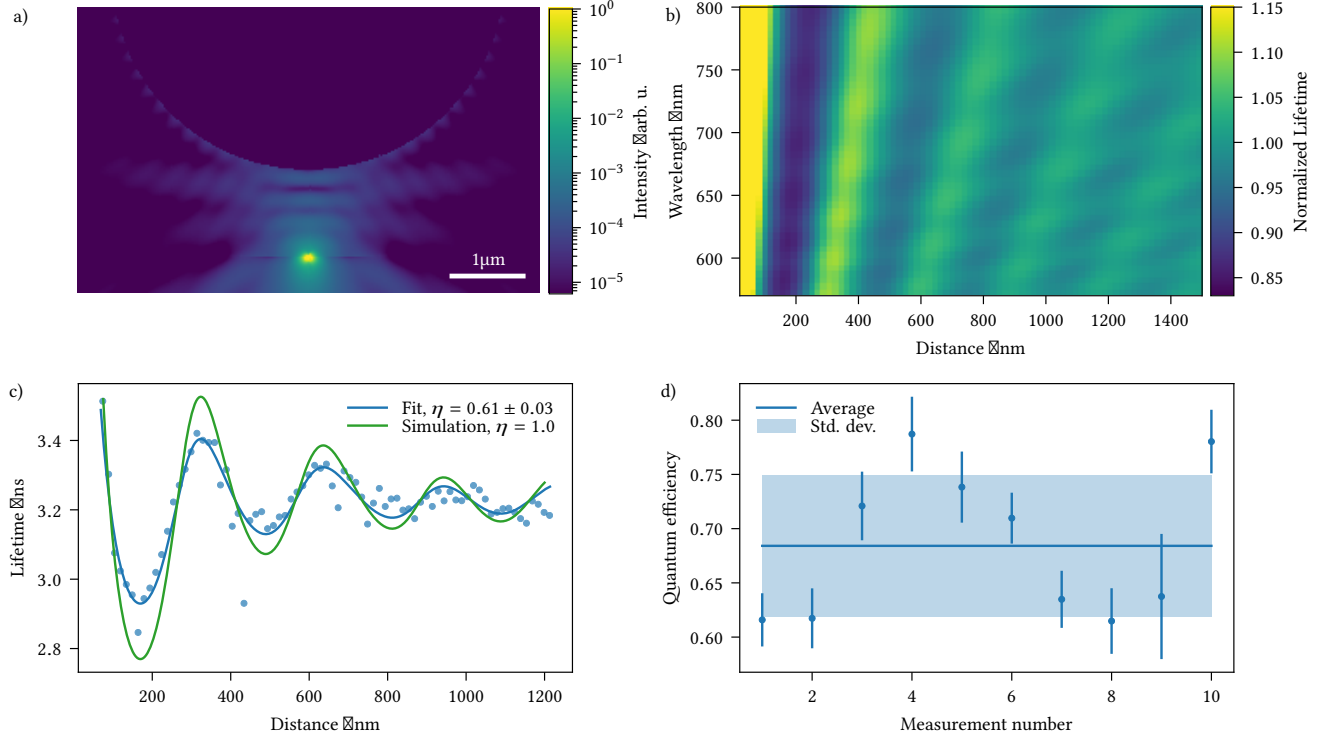 a)
10⁰
10⁻¹
10⁻²
10⁻³
10⁻⁴
10⁻⁵
Intensity ▯arb. u.
1µm
b)
800
750
700
650
600
Wavelength ▯nm
200 400 600 800 1000 1200 1400
Distance ▯nm
1.15
1.10
1.05
1.00
0.95
0.90
0.85
Normalized Lifetime
c)
Fit, η = 0.61 ± 0.03
Simulation, η = 1.0
3.4
3.2
3.0
2.8
Lifetime ▯ns
200 400 600 800 1000 1200
Distance ▯nm
d)
Average
Std. dev.
0.80
0.75
0.70
0.65
0.60
Quantum efficiency
2 4 6 8 10
Measurement number